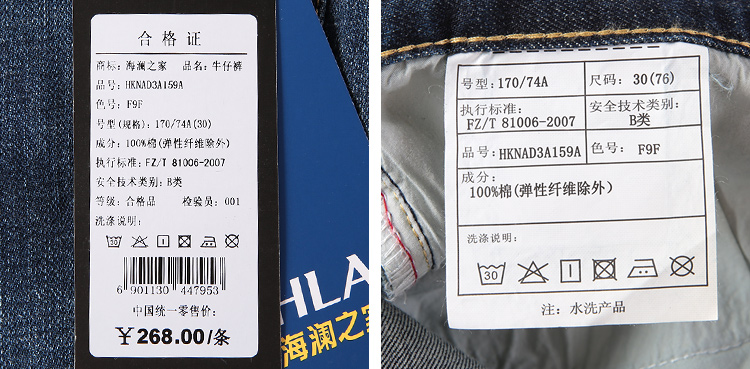 合格证
商标：海澜之家 品名：牛仔裤
品号：HKNAD3A159A
色号： F9F
号型(规格)：170/74A(30)
成分：100%棉(弹性纤维除外)
执行标准：FZ/T 81006-2007
安全技术类别：B类
等级：合格品 检验员：001
洗涤说明：
30
6 901130 447953
中国统一零售价：
¥268.00/条
HLA
海澜之家
号型：170/74A
尺码：30(76)
执行标准：
FZ/T 81006-2007
安全技术类别：
B类
品号：HKNAD3A159A
色号： F9F
成分：
100%棉(弹性纤维除外)
洗涤说明：
30
注：水洗产品